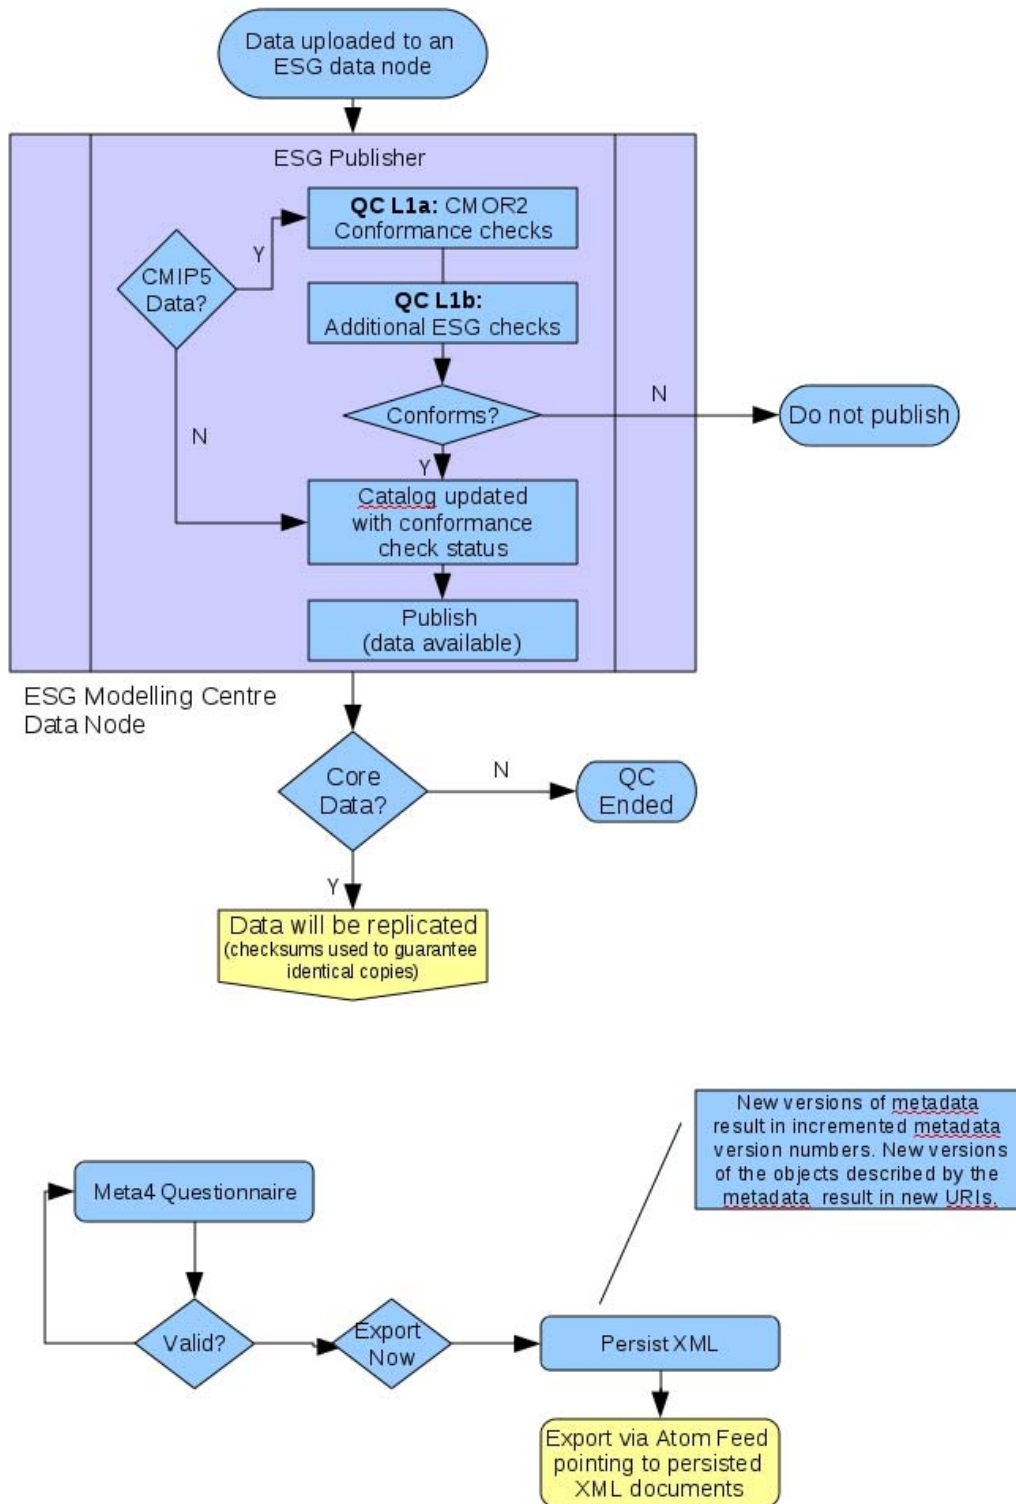 Data uploaded to an
ESG data node
ESG Publisher
QC L1a: CMOR2
Conformance checks
Y
CMIP5
Data?
QC L1b:
Additional ESG checks
N
Conforms?
Do not publish
N
Y
Catalog updated
with conformance
check status
Publish
(data available)
ESG Modelling Centre
Data Node
Core
Data?
N
QC
Ended
Y
Data will be replicated
(checksums used to guarantee
identical copies)
New versions of metadata
result in incremented metadata
version numbers. New versions
of the objects described by the
metadata result in new URIs.
Meta4 Questionnaire
Valid?
Export
Now
Persist XML
Export via Atom Feed
pointing to persisted
XML documents